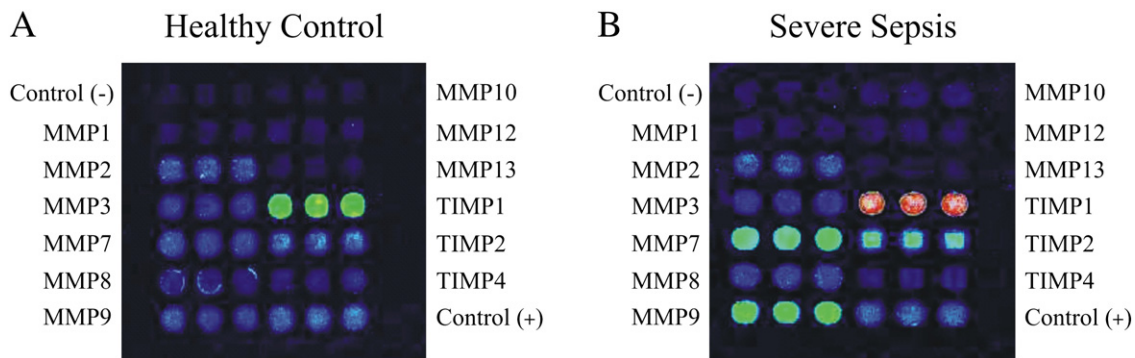 A Healthy Control
Control (-) MMP10
MMP1 MMP12
MMP2 MMP13
MMP3 TIMP1
MMP7 TIMP2
MMP8 TIMP4
MMP9 Control (+)
B Severe Sepsis
Control (-) MMP10
MMP1 MMP12
MMP2 MMP13
MMP3 TIMP1
MMP7 TIMP2
MMP8 TIMP4
MMP9 Control (+)